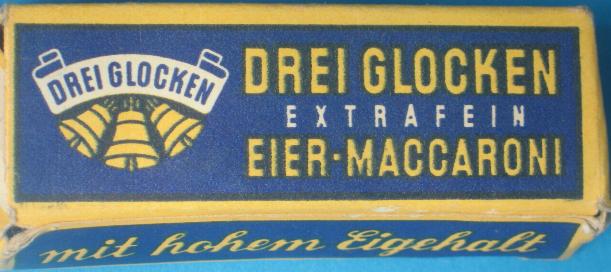 DREI GLOCKEN
DREI GLOCKEN
EXTRAFEIN
EIER-MACCARONI
mit hohem Eigehalt